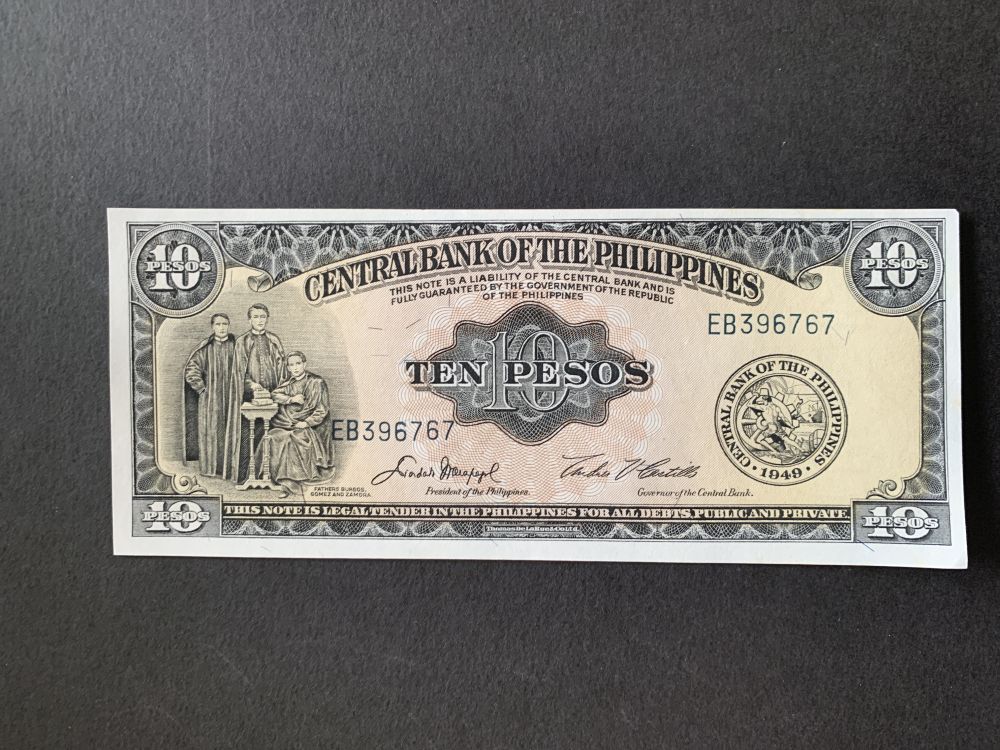 10
PESOS
CENTRAL BANK OF THE PHILIPPINES
10
PESOS
THIS NOTE IS A LIABILITY OF THE CENTRAL BANK AND IS
FULLY GUARANTEED BY THE GOVERNMENT OF THE REPUBLIC
OF THE PHILIPPINES
EB396767
10
TEN PESOS
CENTRAL BANK OF THE PHILIPPINES
1949
EB396767
FATHERS BURGOS,
GOMEZ AND ZAMORA
President of the Philippines.
Governor of the Central Bank.
10
PESOS
THIS NOTE IS LEGAL TENDER IN THE PHILIPPINES FOR ALL DEBTS PUBLIC AND PRIVATE
10
PESOS